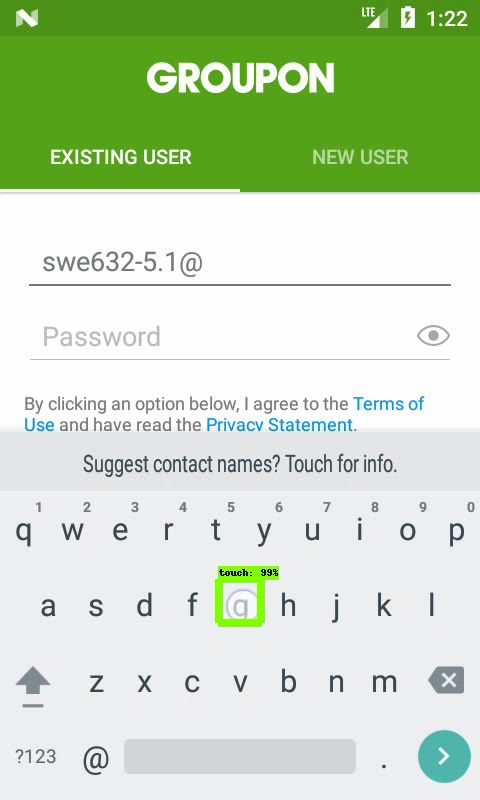 LTE 1:22
GROUPON
EXISTING USER NEW USER
swe632-5.1@
Password
By clicking an option below, I agree to the Terms of
Use and have read the Privacy Statement.
Suggest contact names? Touch for info.
1 2 3 4 5 6 7 8 9 0
q w e r t y u i o p
touch: 99%
a s d f g h j k l
z x c v b n m
?123 @ .